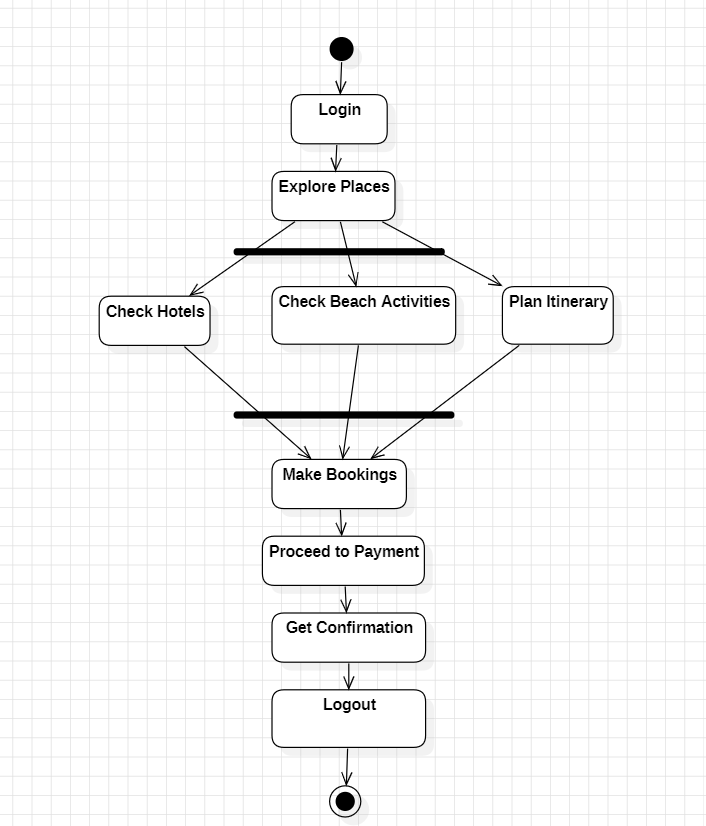 Login
Explore Places
Check Hotels
Check Beach Activities
Plan Itinerary
Make Bookings
Proceed to Payment
Get Confirmation
Logout